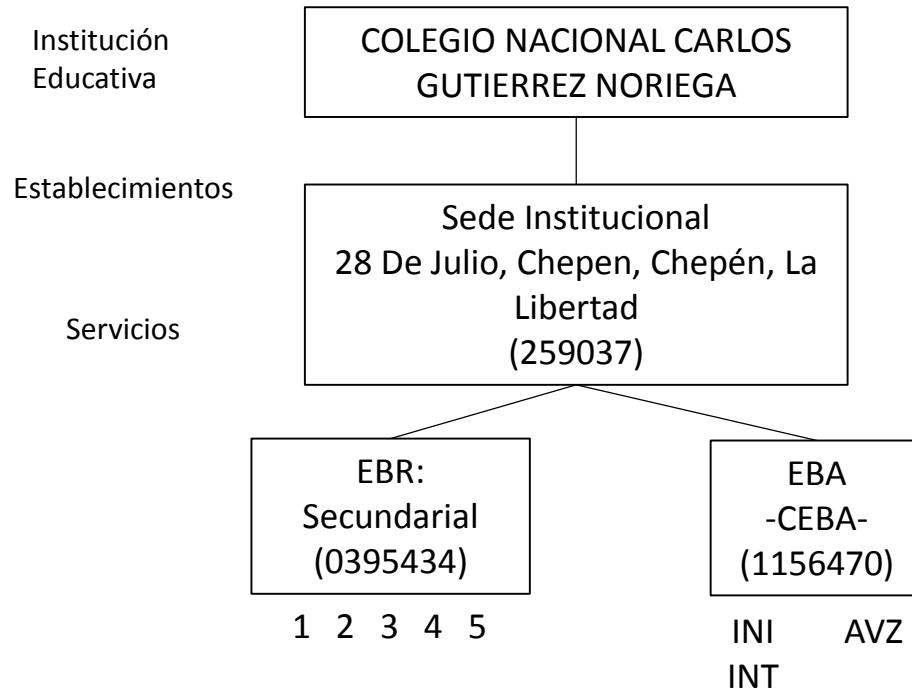 Institución
Educativa
COLEGIO NACIONAL CARLOS
GUTIERREZ NORIEGA
Establecimientos
Sede Institucional
28 De Julio, Chepen, Chepén, La
Libertad
(259037)
Servicios
EBR:
Secundarial
(0395434)
1 2 3 4 5
EBA
-CEBA-
(1156470)
INI AVZ
INT